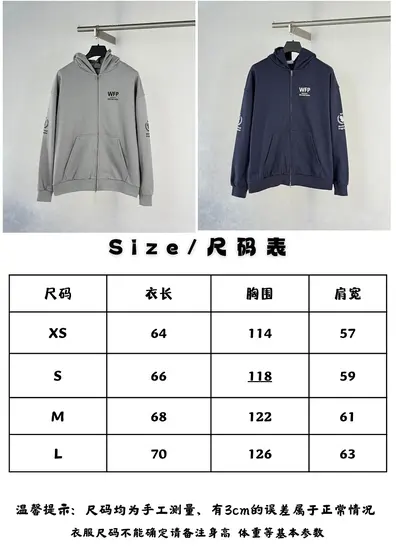 WFP
WFP
Size/尺码表
尺码 衣长 胸围 肩宽
XS 64 114 57
S 66 118 59
M 68 122 61
L 70 126 63
温馨提示：尺码均为手工测量、有3cm的误差属于正常情况
衣服尺码不能确定请备注身高 体重等基本参数